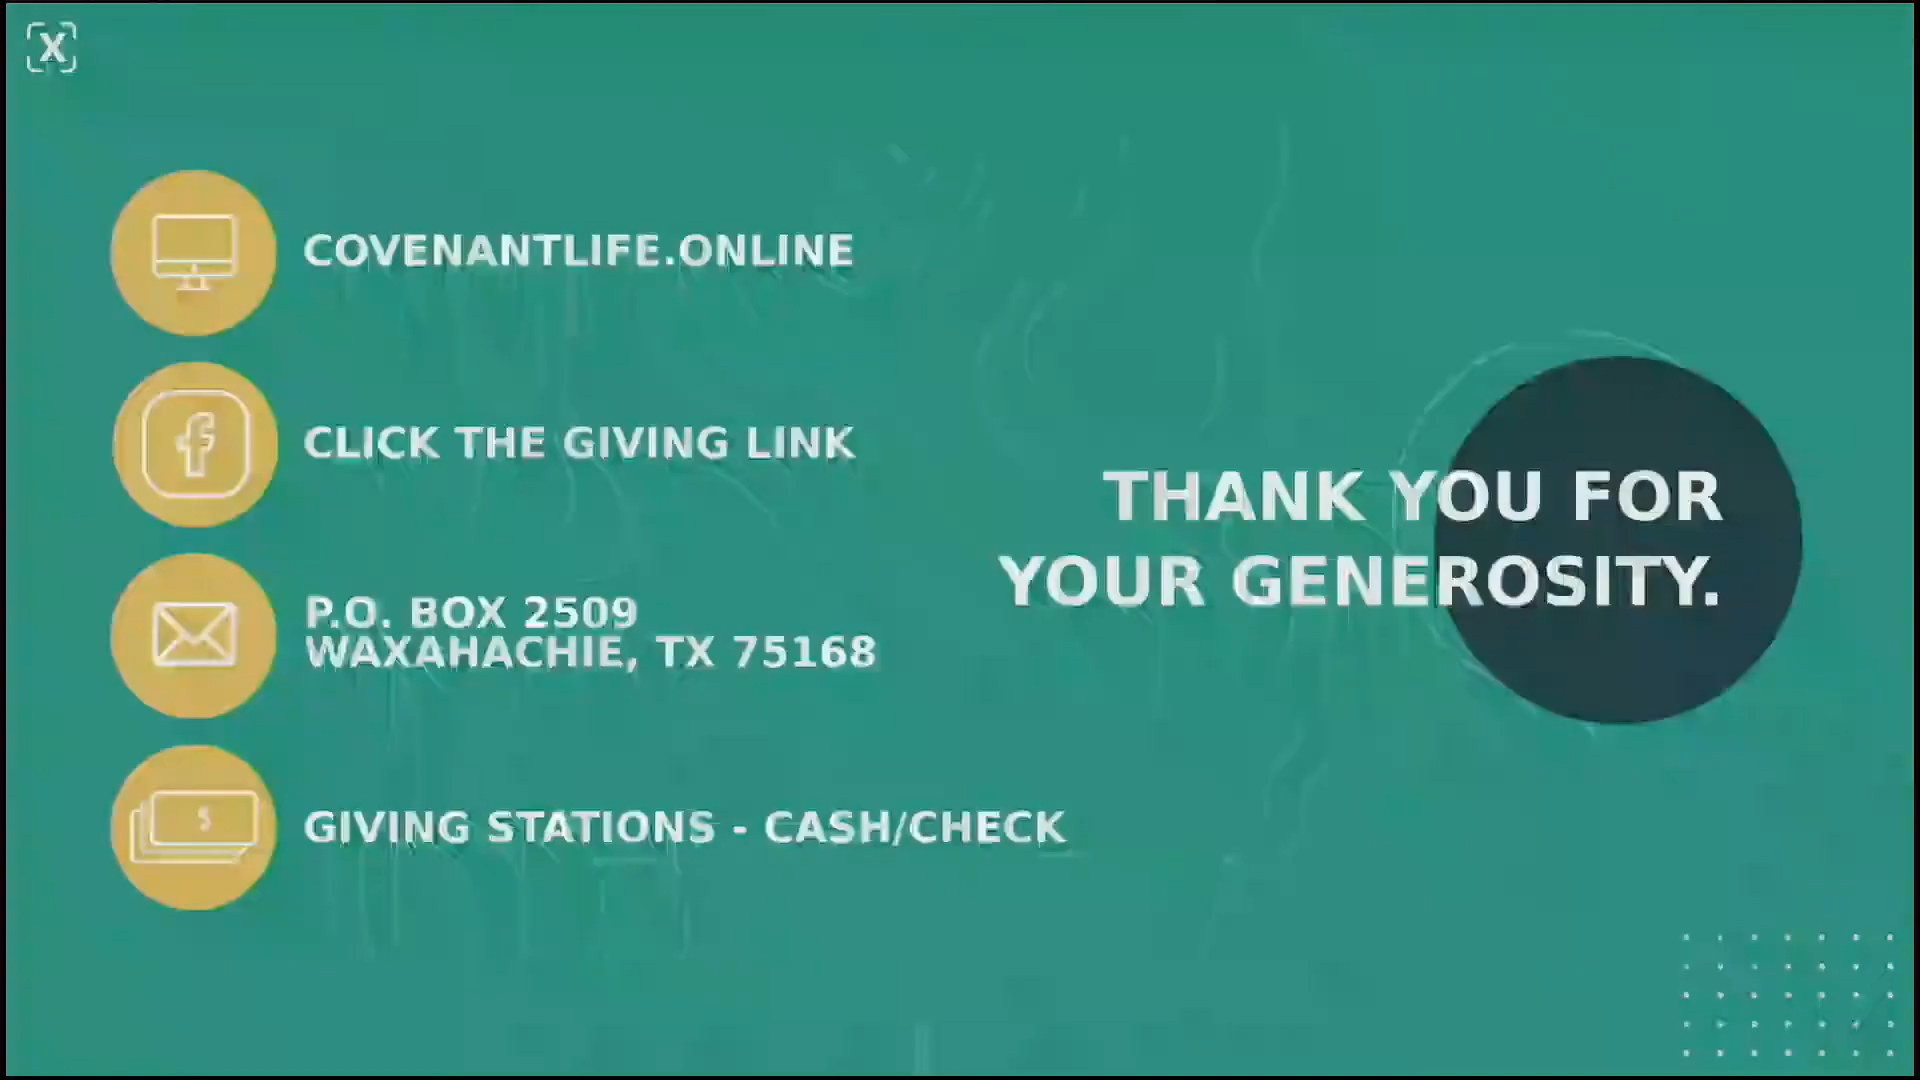 X
COVENANTLIFE.ONLINE
f
CLICK THE GIVING LINK
P.O. BOX 2509
WAXAHACHIE, TX 75168
$
GIVING STATIONS - CASH/CHECK
THANK YOU FOR
YOUR GENEROSITY.